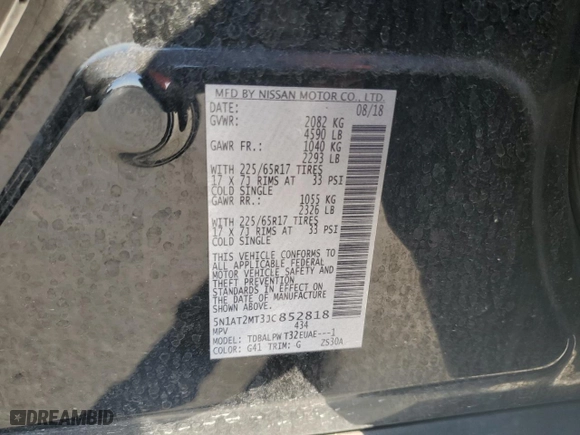 MFD BY NISSAN MOTOR CO., LTD.
DATE: 08/18
GVWR: 2082 KG
4590 LB
GAWR FR.: 1040 KG
2293 LB
WITH 225/65R17 TIRES
17 X 7J RIMS AT 33 PSI
COLD SINGLE
GAWR RR.: 1055 KG
2326 LB
WITH 225/65R17 TIRES
17 X 7J RIMS AT 33 PSI
COLD SINGLE
THIS VEHICLE CONFORMS TO
ALL APPLICABLE FEDERAL
MOTOR VEHICLE SAFETY AND
THEFT PREVENTION
STANDARDS IN EFFECT ON THE
DATE OF MANUFACTURE
SHOWN ABOVE.
5N1AT2MT3JC852818
MPV 434
MODEL: TDBALPW T32EUAE---1
COLOR: G41 TRIM: G 2S30A
DREAMBID